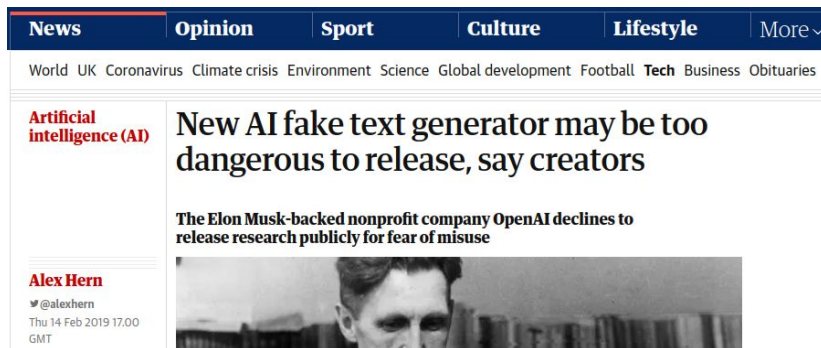 News Opinion Sport Culture Lifestyle More
World UK Coronavirus Climate crisis Environment Science Global development Football Tech Business Obituaries
Artificial
intelligence (AI)
New AI fake text generator may be too
dangerous to release, say creators
The Elon Musk-backed nonprofit company OpenAI declines to
release research publicly for fear of misuse
Alex Hern
@alexhern
Thu 14 Feb 2019 17.00
GMT